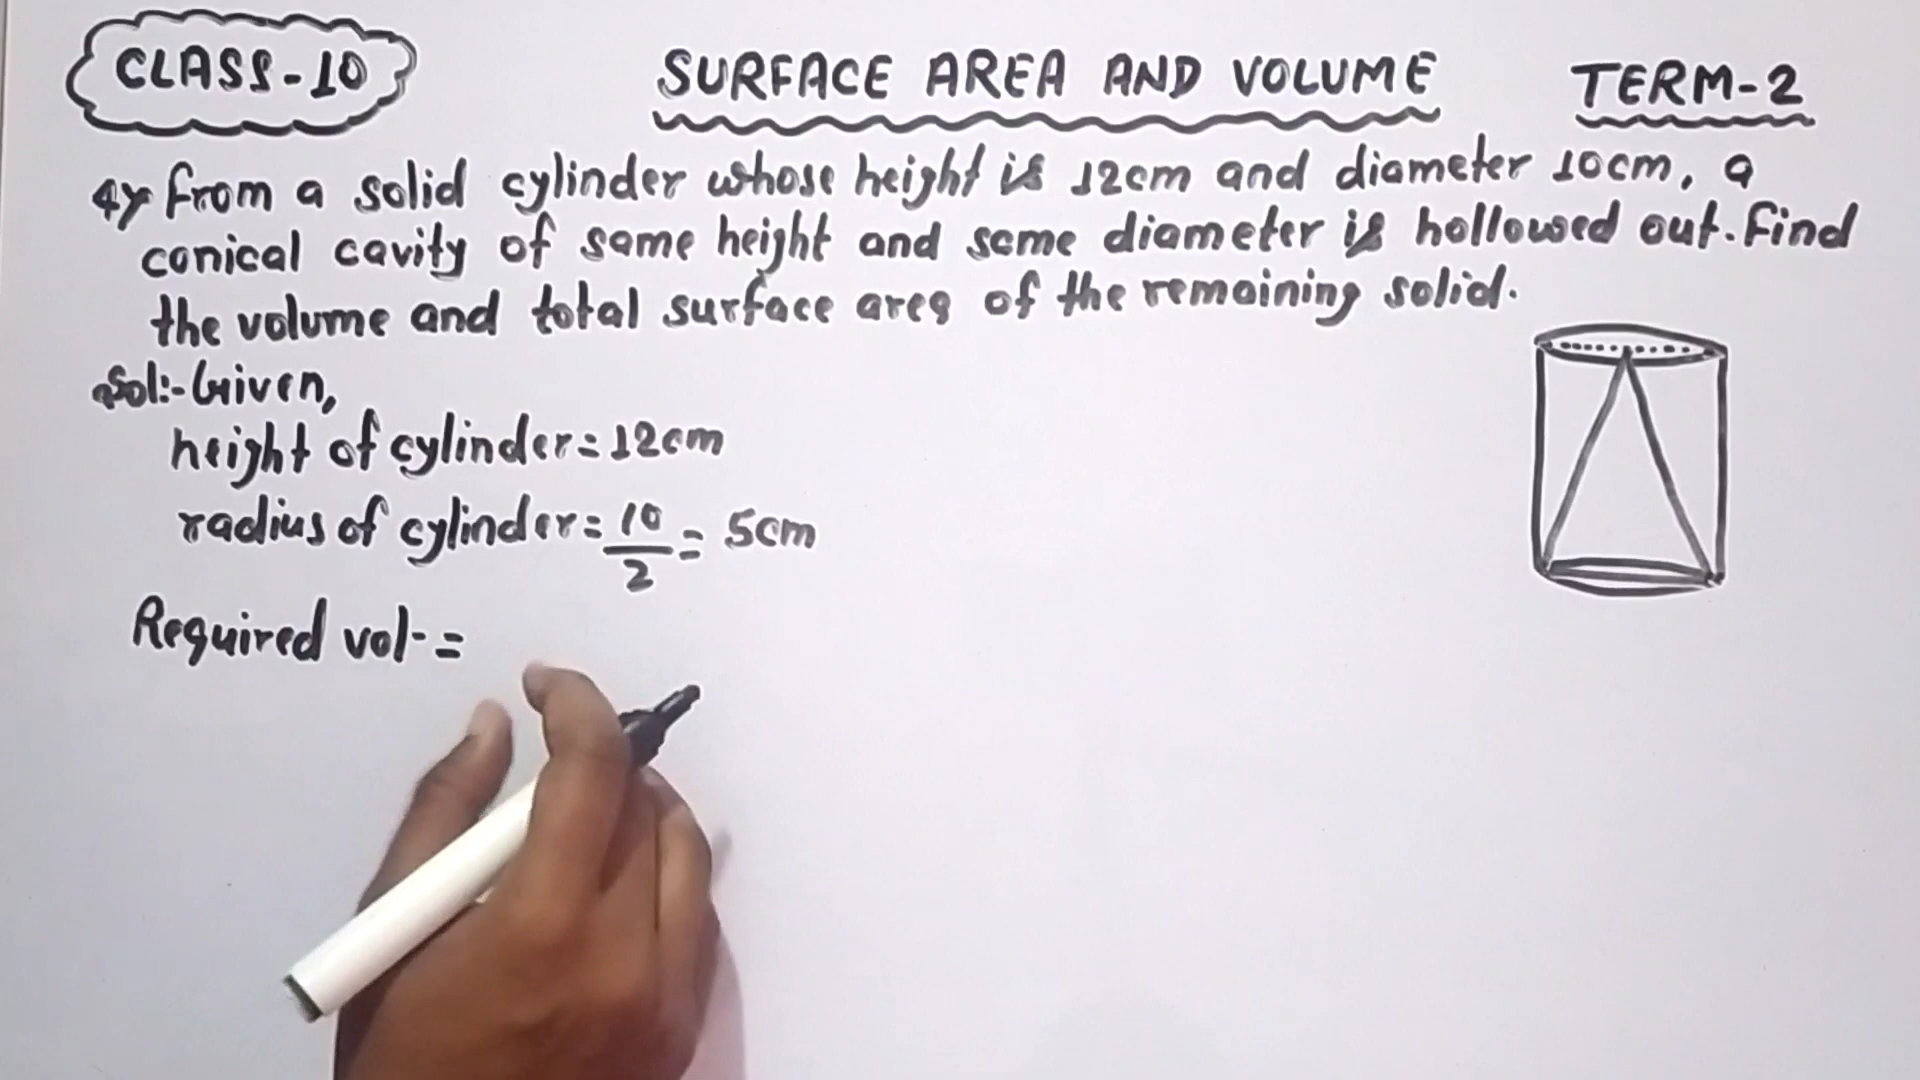 CLASS-10
SURFACE AREA AND VOLUME
TERM-2
4) From a solid cylinder whose height is 12cm and diameter 10cm, a
conical cavity of same height and same diameter is hollowed out. Find
the volume and total surface area of the remaining solid.
Sol:- Given,
height of cylinder = 12cm
radius of cylinder = 10/2 = 5cm
Required vol. =